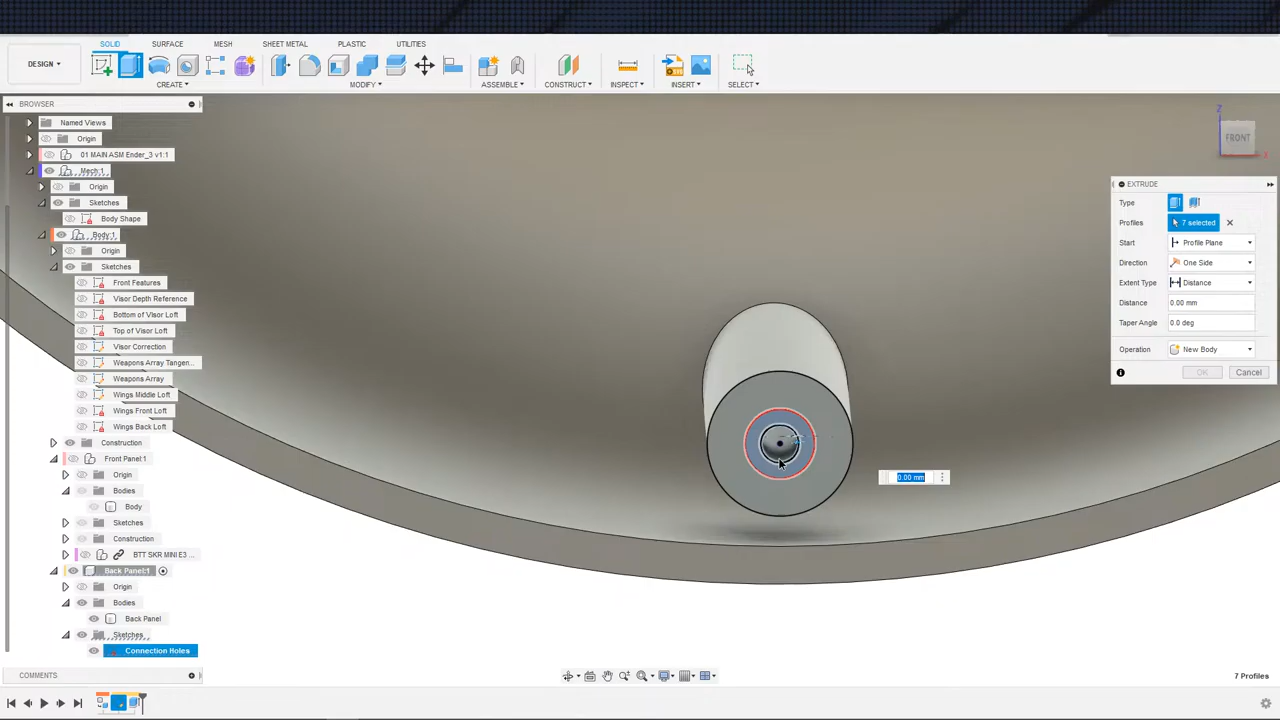 SOLID SURFACE MESH SHEET METAL PLASTIC UTILITIES
DESIGN
CREATE MODIFY ASSEMBLE CONSTRUCT INSPECT INSERT SELECT
BROWSER
Named Views
Origin
01 MAIN ASM Ender_3 v1:1
Mech:1
Origin
Sketches
Body Shape
Body:1
Origin
Sketches
Front Features
Visor Depth Reference
Bottom of Visor Loft
Top of Visor Loft
Visor Correction
Weapons Array Tangen...
Weapons Array
Wings Middle Loft
Wings Front Loft
Wings Back Loft
Construction
Front Panel:1
Origin
Bodies
Body
Sketches
Construction
BTT SKR MINI E3 ...
Back Panel:1
Origin
Bodies
Back Panel
Sketches
Connection Holes
COMMENTS
Z
FRONT
X
EXTRUDE
Type
Profiles 7 selected
Start Profile Plane
Direction One Side
Extent Type Distance
Distance 0.00 mm
Taper Angle 0.0 deg
Operation New Body
OK Cancel
0.00 mm
7 Profiles